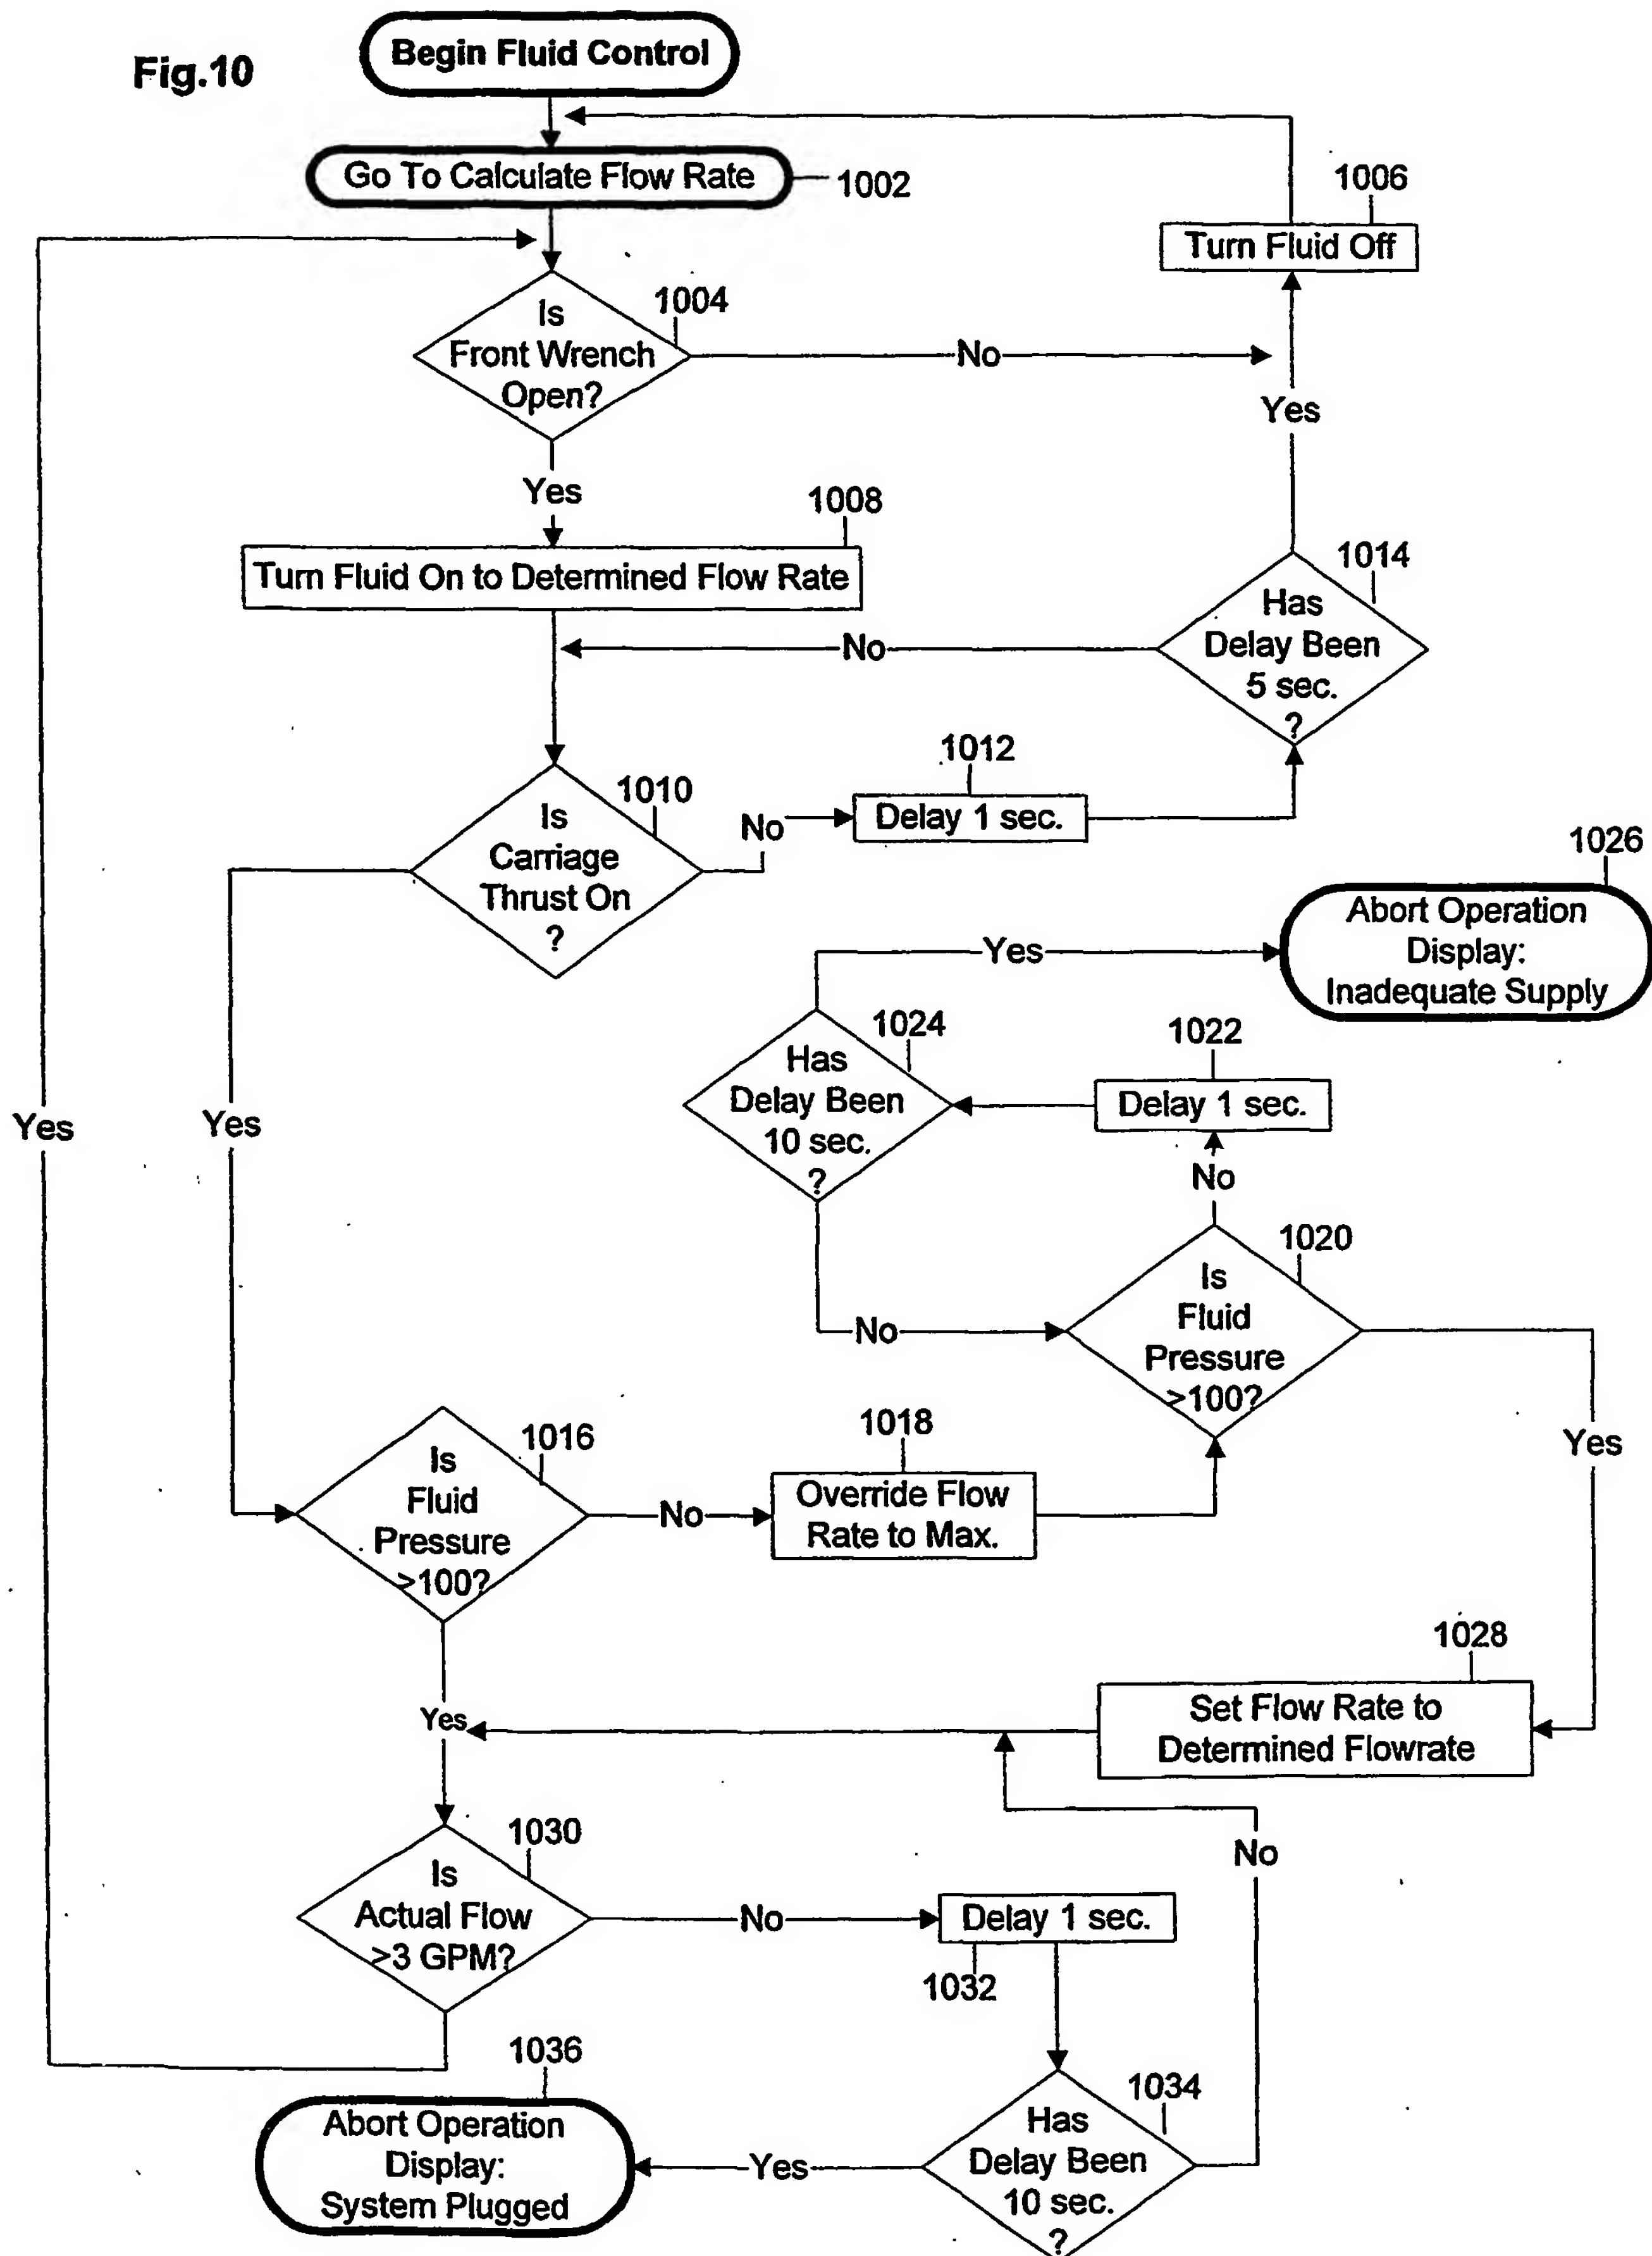 Fig.10
Begin Fluid Control
Go To Calculate Flow Rate
1002
1006
Turn Fluid Off
Is
Front Wrench
Open?
1004
No
Yes
Yes
1008
Turn Fluid On to Determined Flow Rate
1014
Has
Delay Been
5 sec.
?
No
1012
Delay 1 sec.
1010
Is
Carriage
Thrust On
?
No
1026
Abort Operation
Display:
Inadequate Supply
Yes
1024
Has
Delay Been
10 sec.
?
1022
Delay 1 sec.
Yes
Yes
No
1020
Is
Fluid
Pressure
>100?
No
Yes
1016
Is
Fluid
Pressure
>100?
No
1018
Override Flow
Rate to Max.
1028
Set Flow Rate to
Determined Flowrate
Yes
1030
Is
Actual Flow
>3 GPM?
No
Delay 1 sec.
1032
No
1036
Abort Operation
Display:
System Plugged
Yes
1034
Has
Delay Been
10 sec.
?